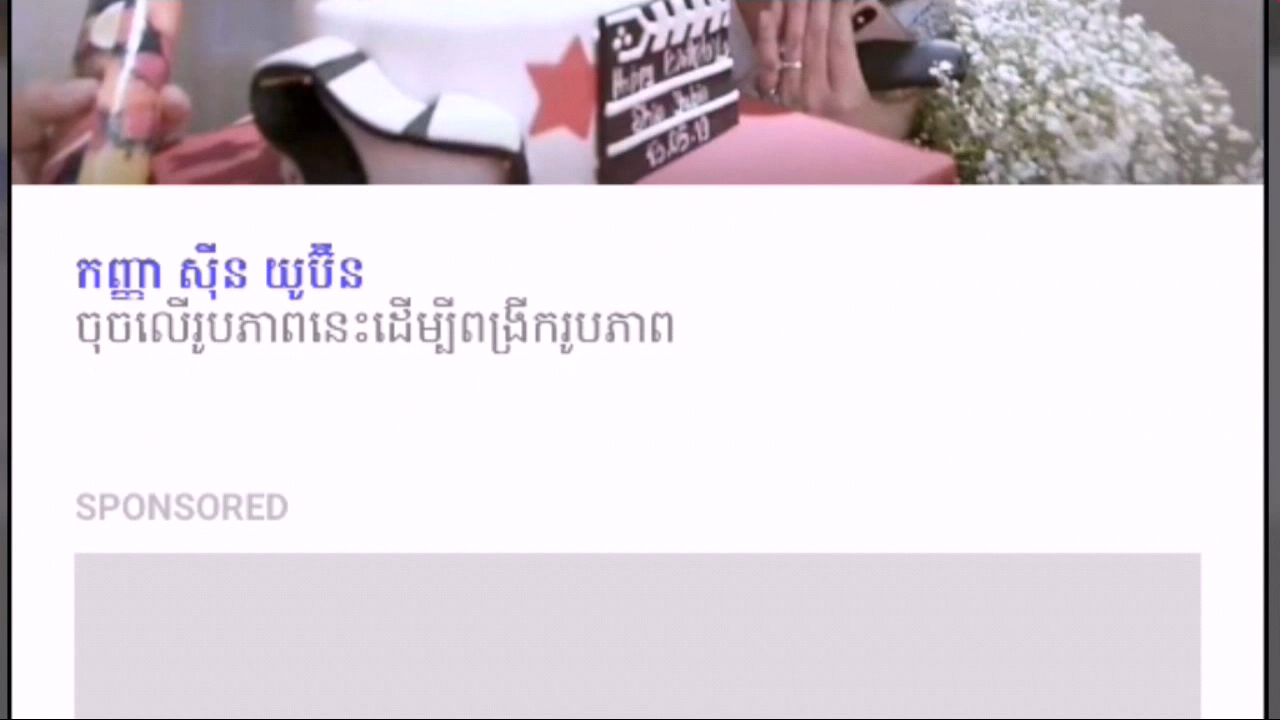 កញ្ញា ស៊ីន យូប៊ីន
ចុចលើរូបភាពនេះដើម្បីពង្រីករូបភាព
SPONSORED